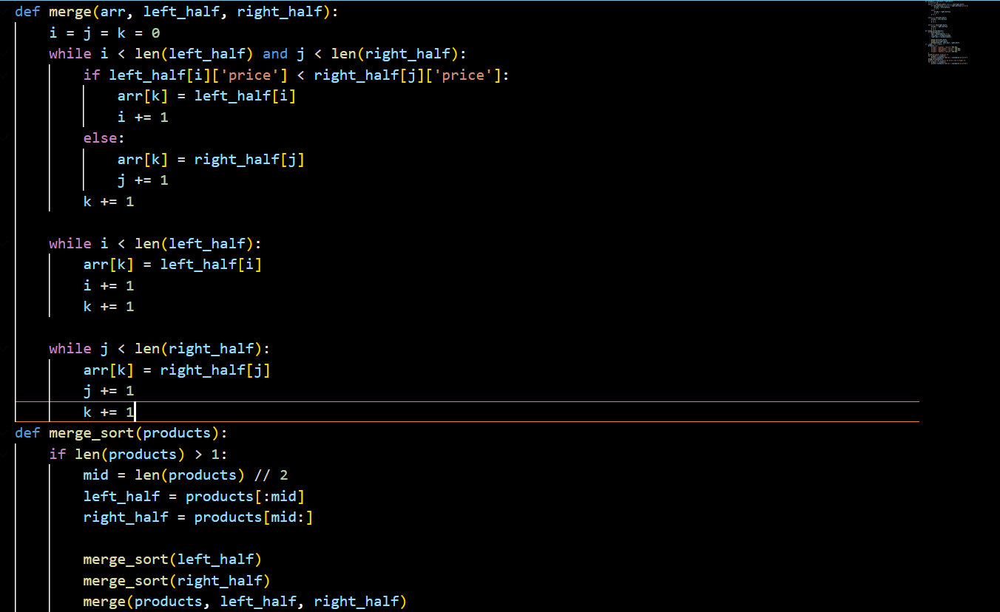 def merge(arr, left_half, right_half):
    i = j = k = 0
    while i < len(left_half) and j < len(right_half):
        if left_half[i]['price'] < right_half[j]['price']:
            arr[k] = left_half[i]
            i += 1
        else:
            arr[k] = right_half[j]
            j += 1
        k += 1

    while i < len(left_half):
        arr[k] = left_half[i]
        i += 1
        k += 1

    while j < len(right_half):
        arr[k] = right_half[j]
        j += 1
        k += 1
def merge_sort(products):
    if len(products) > 1:
        mid = len(products) // 2
        left_half = products[:mid]
        right_half = products[mid:]

        merge_sort(left_half)
        merge_sort(right_half)
        merge(products, left_half, right_half)